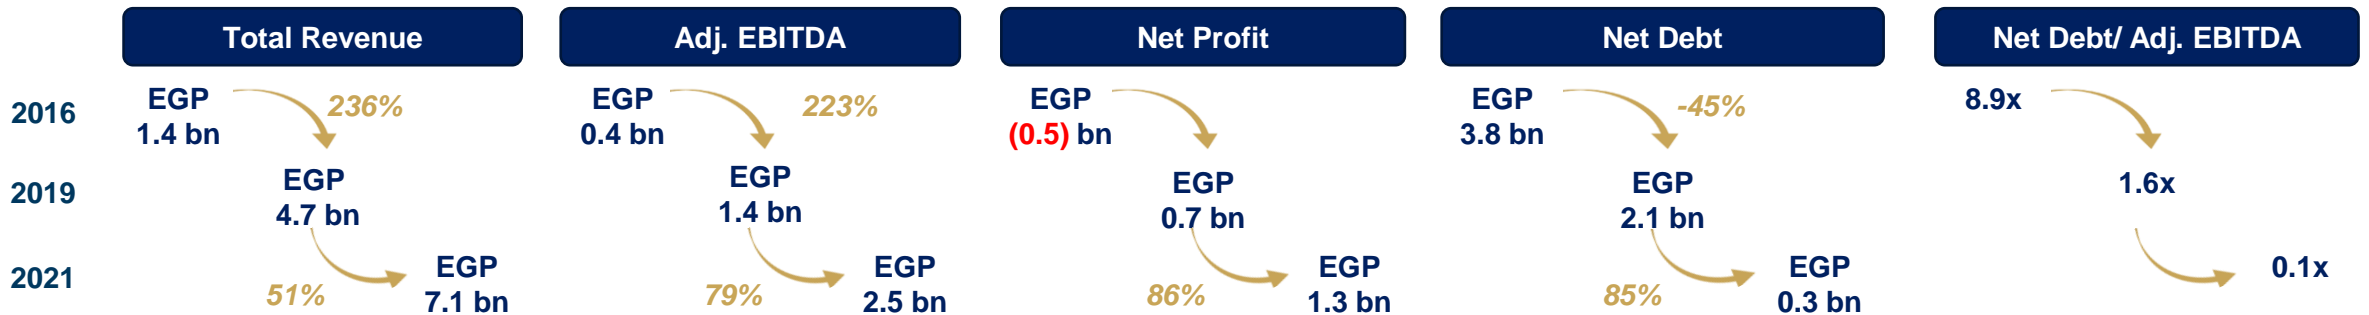 Total Revenue
Adj. EBITDA
Net Profit
Net Debt
Net Debt/ Adj. EBITDA
2016
EGP
1.4 bn
236%
EGP
0.4 bn
223%
EGP
(0.5) bn
EGP
3.8 bn
-45%
8.9x
2019
EGP
4.7 bn
EGP
1.4 bn
EGP
0.7 bn
EGP
2.1 bn
1.6x
2021
51%
EGP
7.1 bn
79%
EGP
2.5 bn
86%
EGP
1.3 bn
85%
EGP
0.3 bn
0.1x